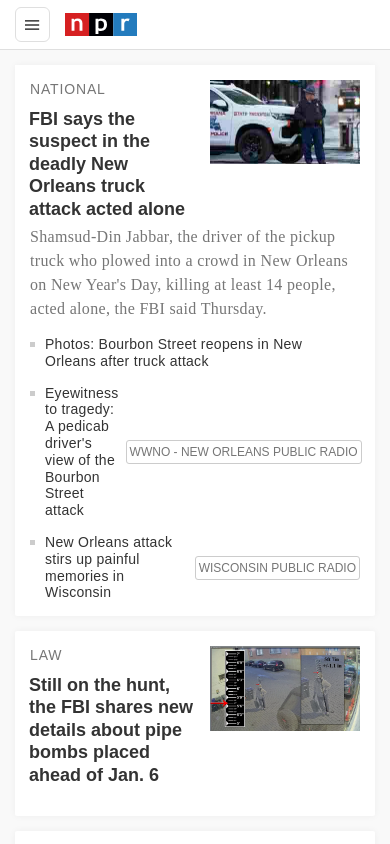 npr
NATIONAL
FBI says the
suspect in the
deadly New
Orleans truck
attack acted alone
Shamsud-Din Jabbar, the driver of the pickup
truck who plowed into a crowd in New Orleans
on New Year's Day, killing at least 14 people,
acted alone, the FBI said Thursday.
Photos: Bourbon Street reopens in New
Orleans after truck attack
Eyewitness
to tragedy:
A pedicab
driver's
view of the
Bourbon
Street
attack
WWNO - NEW ORLEANS PUBLIC RADIO
New Orleans attack
stirs up painful
memories in
Wisconsin
WISCONSIN PUBLIC RADIO
LAW
Still on the hunt,
the FBI shares new
details about pipe
bombs placed
ahead of Jan. 6